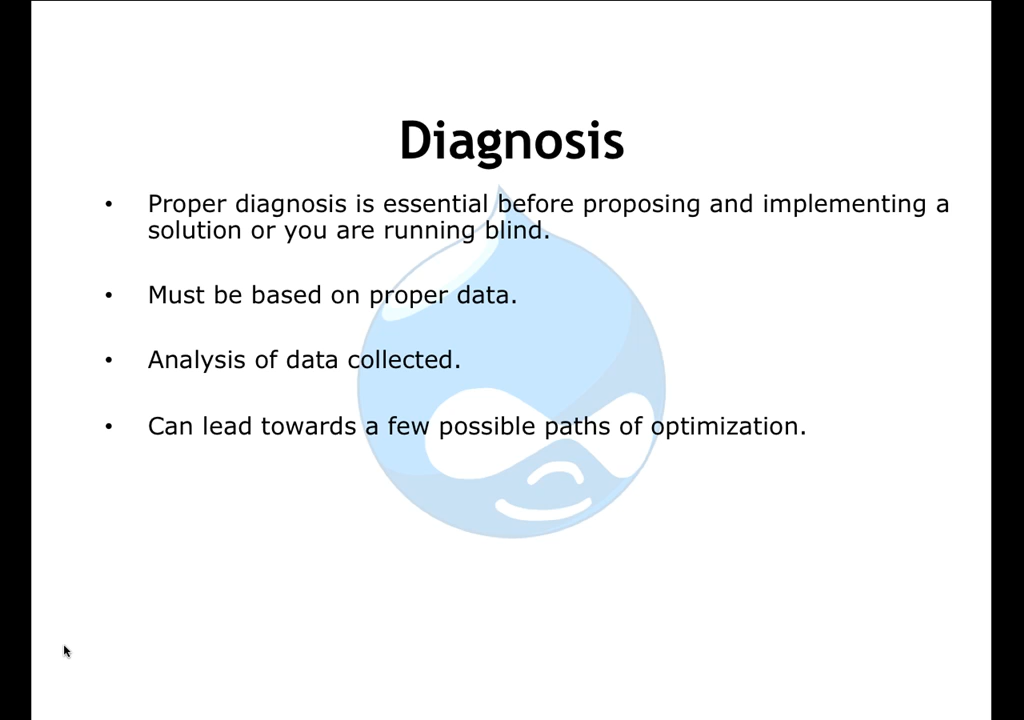 Diagnosis
• Proper diagnosis is essential before proposing and implementing a
solution or you are running blind.
• Must be based on proper data.
• Analysis of data collected.
• Can lead towards a few possible paths of optimization.